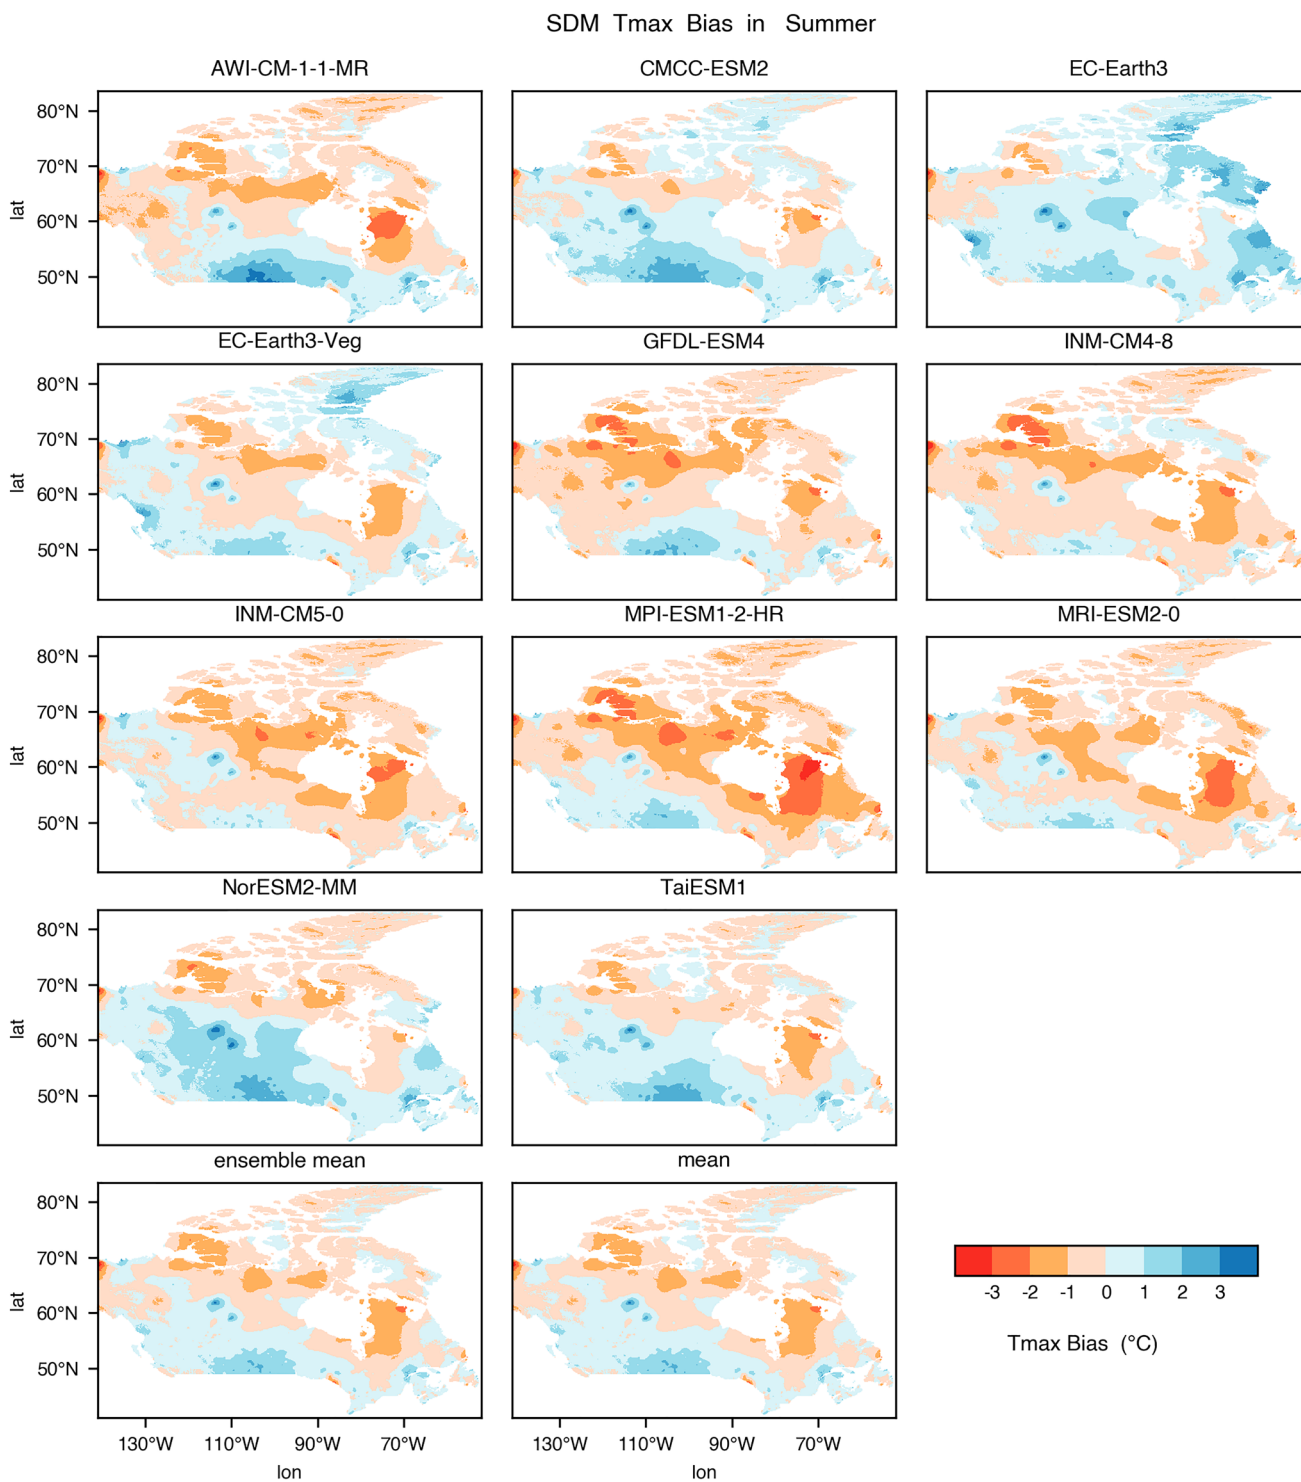 SDM Tmax Bias in Summer
AWI-CM-1-1-MR
CMCC-ESM2
EC-Earth3
80°N
70°N
60°N
50°N
lat
EC-Earth3-Veg
GFDL-ESM4
INM-CM4-8
80°N
70°N
60°N
50°N
lat
INM-CM5-0
MPI-ESM1-2-HR
MRI-ESM2-0
80°N
70°N
60°N
50°N
lat
NorESM2-MM
TaiESM1
80°N
70°N
60°N
50°N
lat
ensemble mean
mean
80°N
70°N
60°N
50°N
lat
130°W 110°W 90°W 70°W
lon
130°W 110°W 90°W 70°W
lon
-3 -2 -1 0 1 2 3
Tmax Bias (°C)